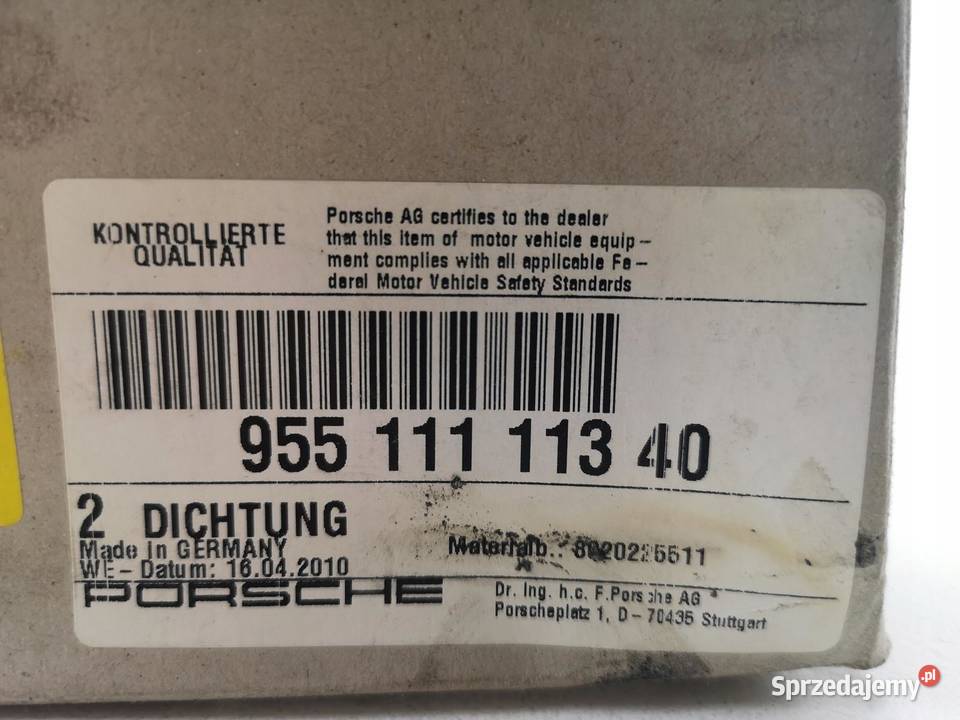 KONTROLLIERTE
QUALITÄT
Porsche AG certifies to the dealer
that this item of motor vehicle equip-
ment complies with all applicable Fe-
deral Motor Vehicle Safety Standards
955 111 113 40
2 DICHTUNG
Made in GERMANY
WE-Datum: 16.04.2010
Materialb.:
PORSCHE
Dr. Ing. h.c. F.Porsche AG
Porscheplatz 1, D-70435 Stuttgart
Sprzedajemy.pl